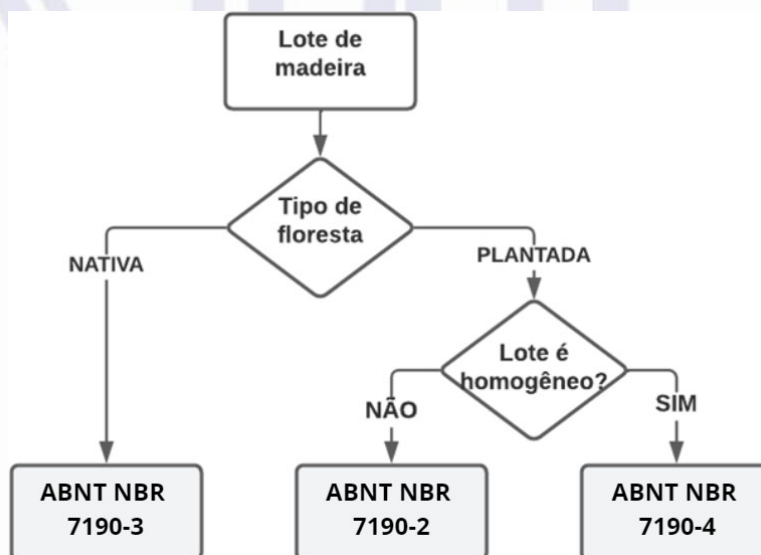 Lote de
madeira
Tipo de
floresta
NATIVA
PLANTADA
Lote é
homogêneo?
NÃO
SIM
ABNT NBR
7190-3
ABNT NBR
7190-2
ABNT NBR
7190-4